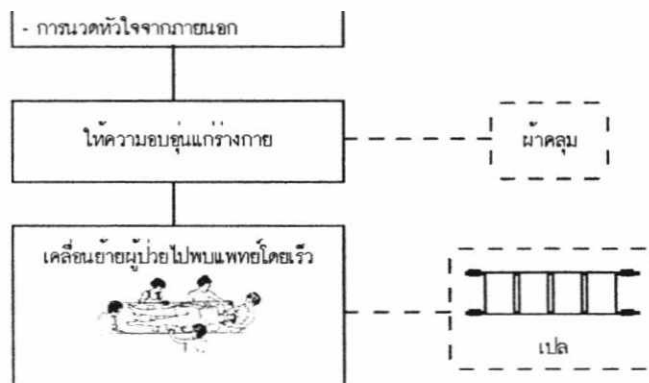 - การนวดหัวใจจากภายนอก
ให้ความอบอุ่นแก่ร่างกาย
ผ้าคลุม
เคลื่อนย้ายผู้ป่วยไปพบแพทย์โดยเร็ว
เปล